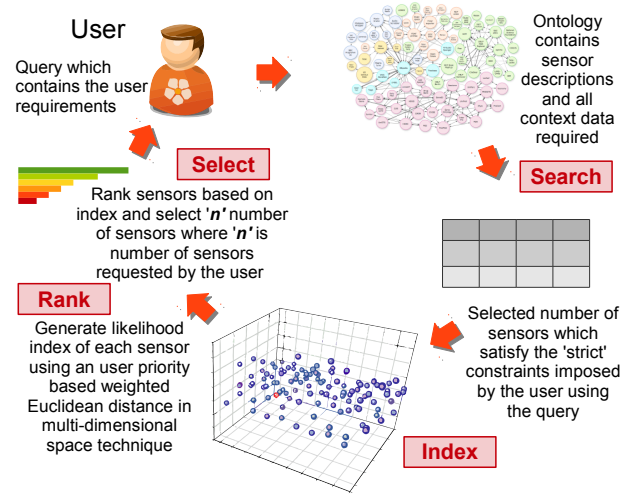 User
Query which
contains the user
requirements
Ontology
contains
sensor
descriptions
and all
context data
required
Search
Selected number of
sensors which
satisfy the 'strict'
constraints imposed
by the user using
the query
Index
Generate likelihood
index of each sensor
using an user priority
based weighted
Euclidean distance in
multi-dimensional
space technique
Rank
Rank sensors based on
index and select 'n' number
of sensors where 'n' is
number of sensors
requested by the user
Select